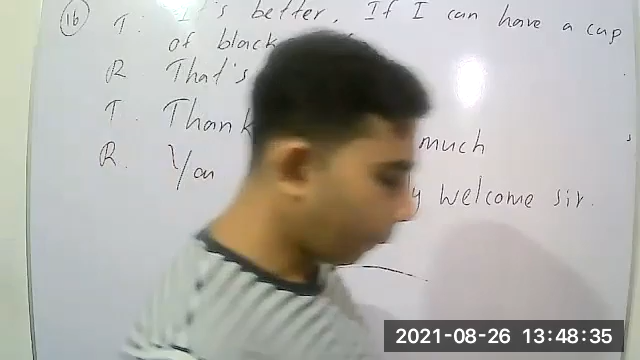 16 T: It's better, If I can have a cup
of black
R That's
T. Thank much
R. You welcome sir.
2021-08-26 13:48:35